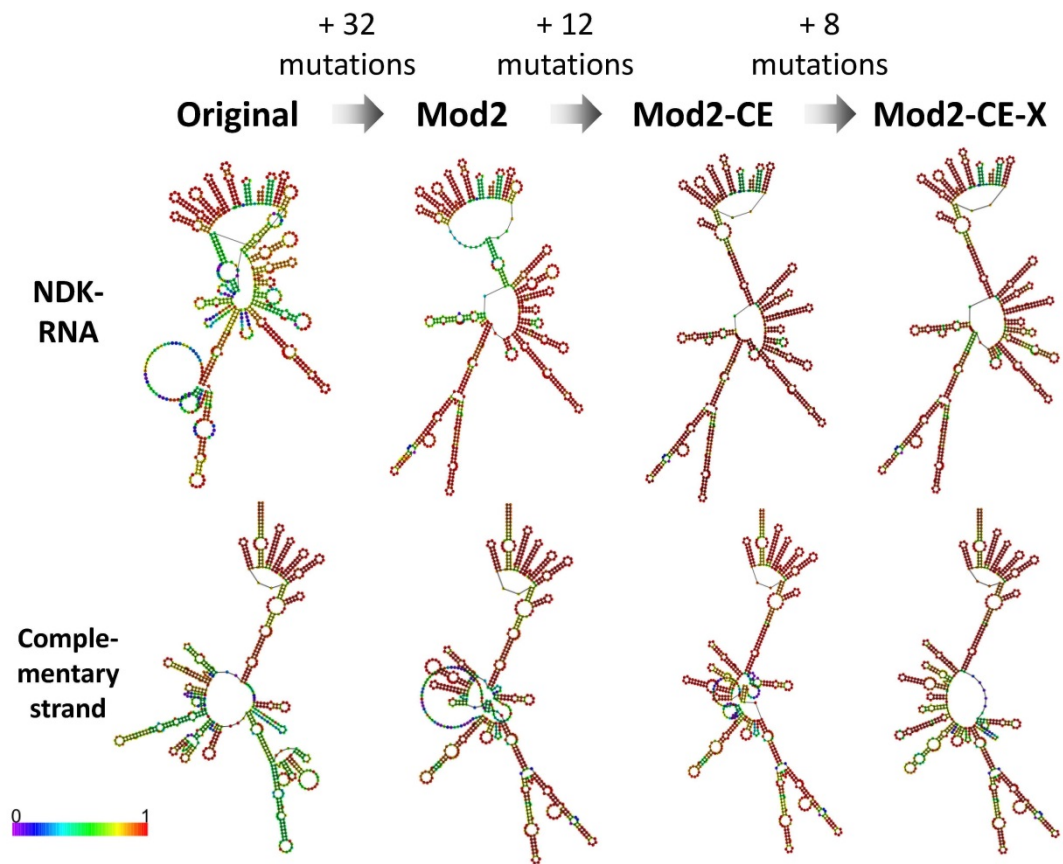 + 32 + 12 + 8
mutations mutations mutations
Original Mod2 Mod2-CE Mod2-CE-X
NDK-
RNA
Comple-
mentary
strand
0 1